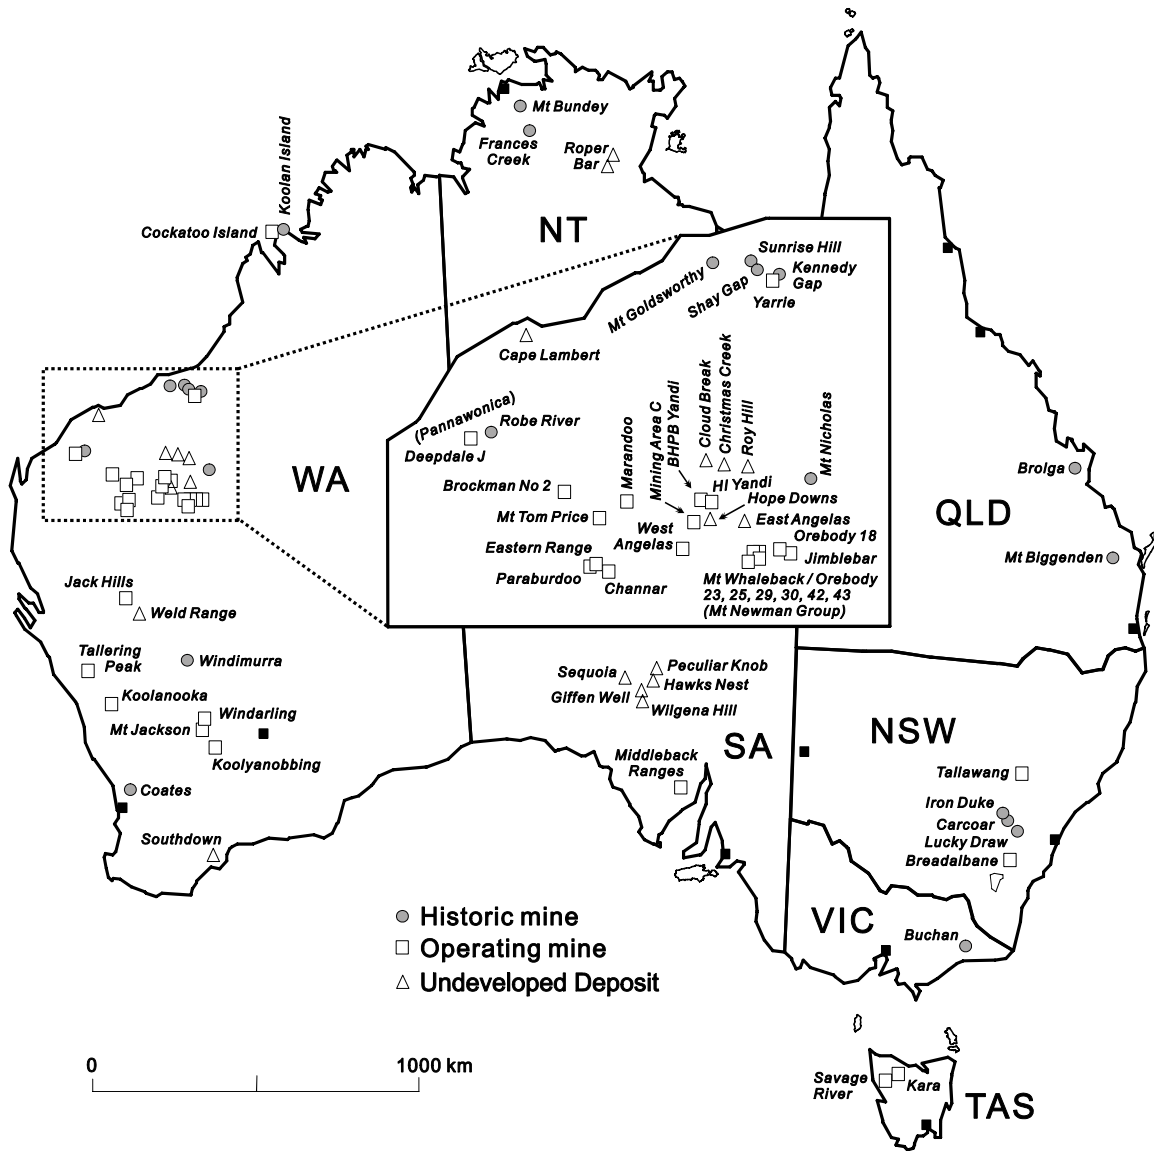 Mt Bundey
Frances
Creek
Roper
Bar
Koolan Island
Cockatoo Island
NT
Sunrise Hill
Kennedy
Gap
Mt Goldsworthy
Shay Gap
Yarrie
Cape Lambert
(Pannawonica)
Robe River
Deepdale J
Brockman No 2
Marandoo
Mining Area C
BHPB Yandi
Cloud Break
Christmas Creek
Roy Hill
Mt Nicholas
HI Yandi
Hope Downs
Mt Tom Price
West
Angelas
East Angelas
Orebody 18
Eastern Range
Jimblebar
Paraburdoo
Channar
Mt Whaleback / Orebody
23, 25, 29, 30, 42, 43
(Mt Newman Group)
WA
Brolga
QLD
Mt Biggenden
Jack Hills
Weld Range
Tallering
Peak
Windimurra
Koolanooka
Windarling
Mt Jackson
Koolyanobbing
Coates
Southdown
Sequoia
Peculiar Knob
Hawks Nest
Giffen Well
Wilgena Hill
SA
Middleback
Ranges
NSW
Tallawang
Iron Duke
Carcoar
Lucky Draw
Breadalbane
VIC
Buchan
Historic mine
Operating mine
Undeveloped Deposit
0
1000 km
Savage
River
Kara
TAS